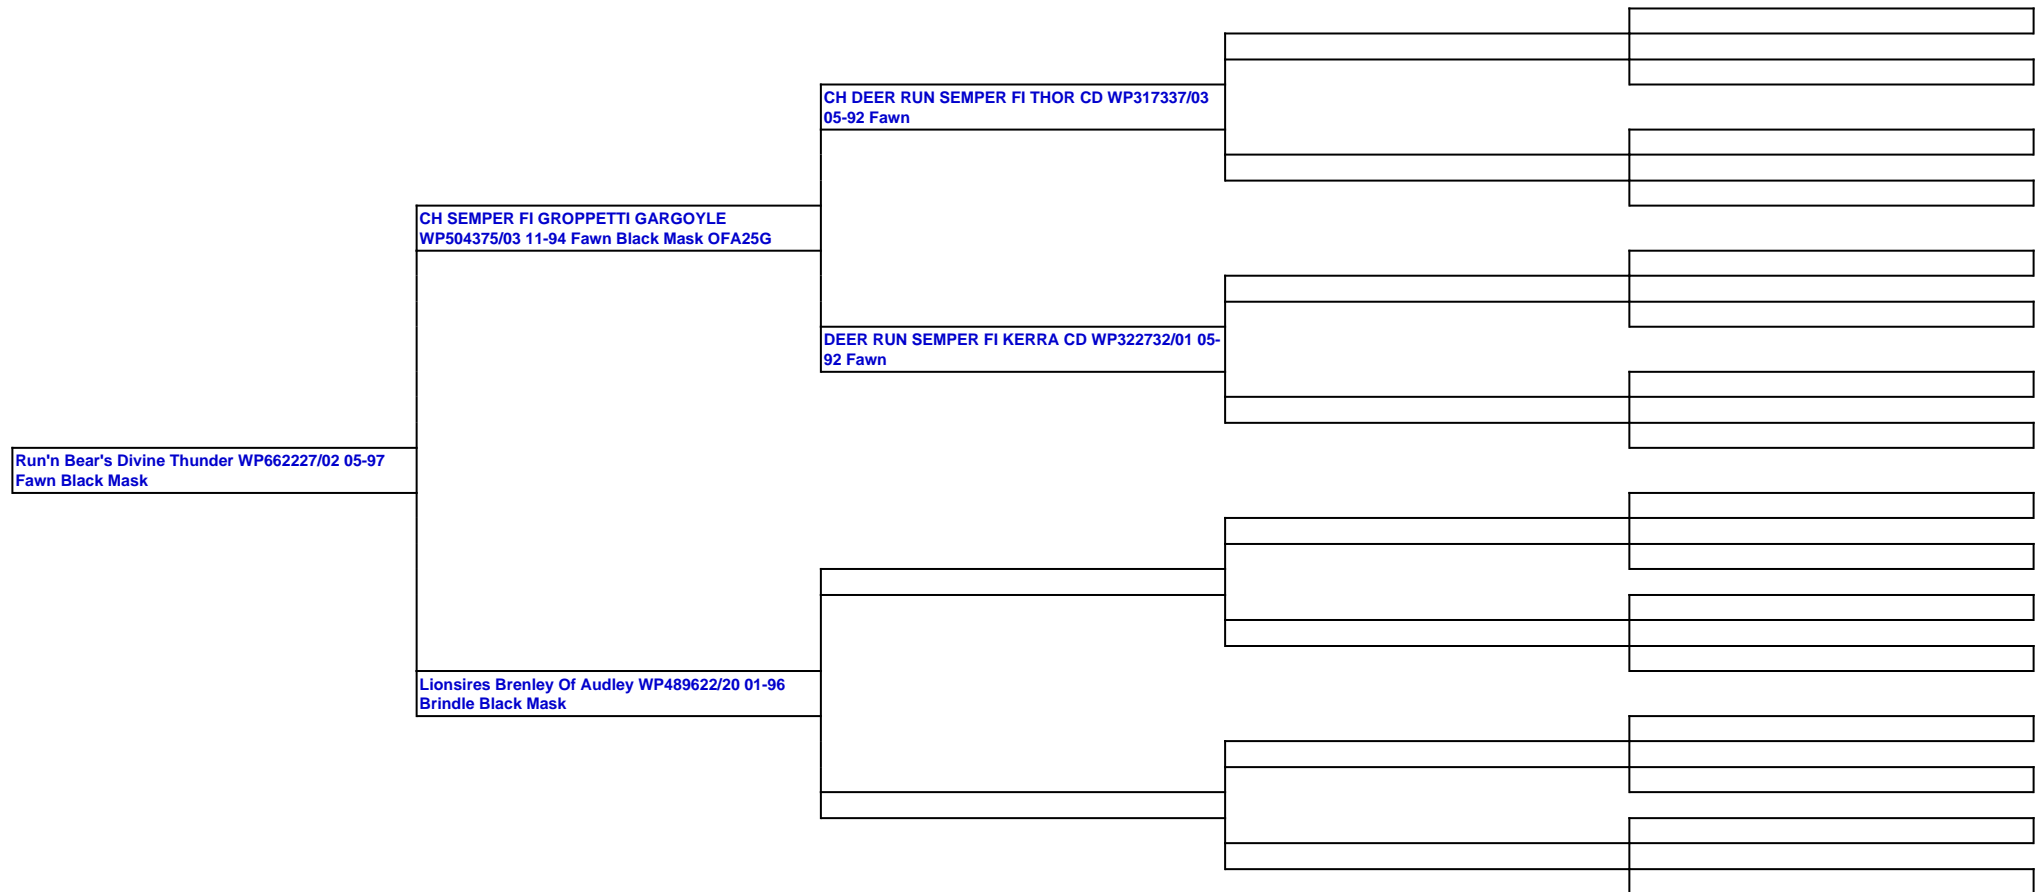 CH DEER RUN SEMPER FI THOR CD WP317337/03
05-92 Fawn
CH SEMPER FI GROPPETTI GARGOYLE
WP504375/03 11-94 Fawn Black Mask OFA25G
DEER RUN SEMPER FI KERRA CD WP322732/01 05-
92 Fawn
Run'n Bear's Divine Thunder WP662227/02 05-97
Fawn Black Mask
Lionsires Brenley Of Audley WP489622/20 01-96
Brindle Black Mask